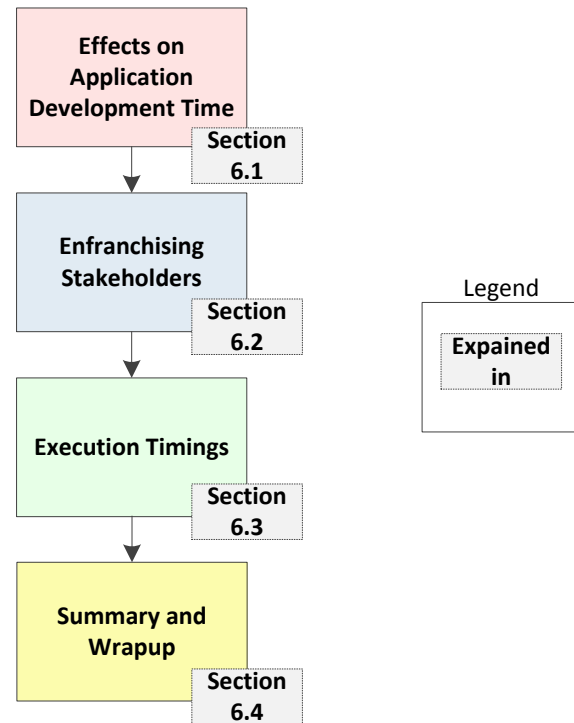 Effects on
Application
Development Time
Section
6.1
Enfranchising
Stakeholders
Section
6.2
Execution Timings
Section
6.3
Summary and
Wrapup
Section
6.4
Legend
Expained
in